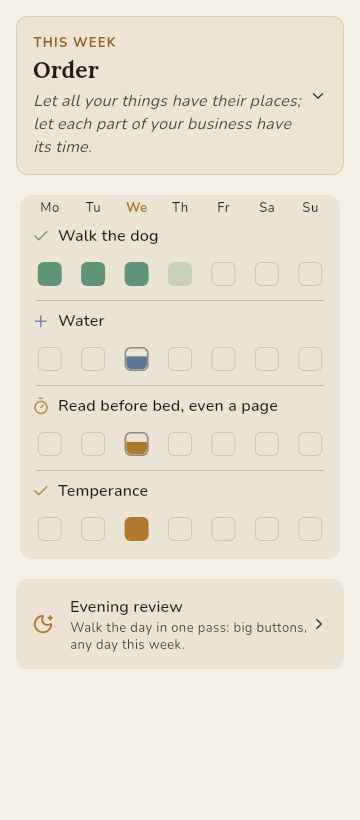 THIS WEEK
Order
Let all your things have their places;
let each part of your business have
its time.
Mo Tu We Th Fr Sa Su
Walk the dog
Water
Read before bed, even a page
Temperance
Evening review
Walk the day in one pass: big buttons,
any day this week.